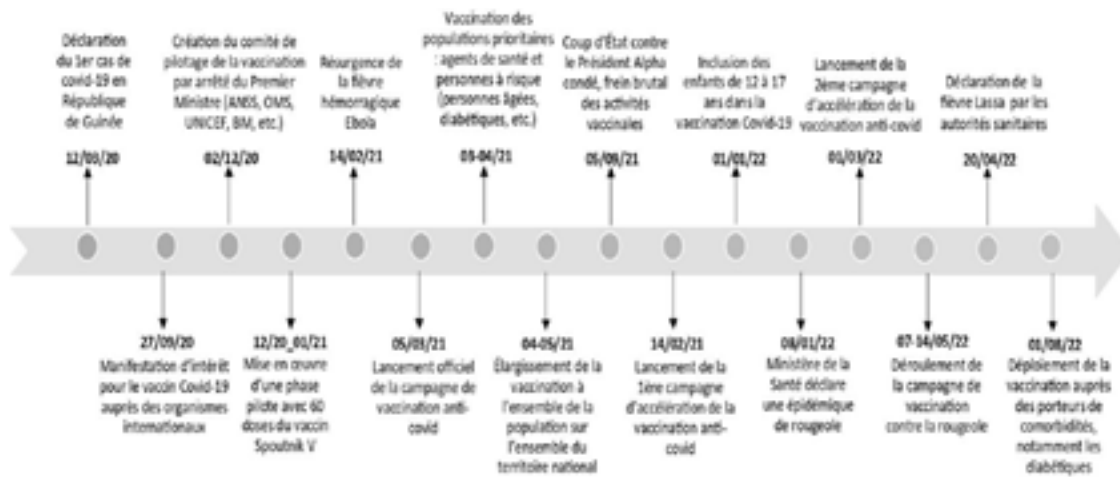 Déclaration
du 1er cas de
covid-19 en
République
de Guinée
12/03/20
Création du comité de
pilotage de la vaccination
par arrêté du Premier
Ministre (ANSS, OMS,
UNICEF, BM, etc.)
02/12/20
Résurgence de
la fièvre
hémorragique
Ebola
14/02/21
Vaccination des
populations prioritaires
: agents de santé et
personnes à risque
(personnes âgées,
diabétiques, etc.)
03-04/21
Coup d'État contre
le Président Alpha
condé, frein brutal
des activités
vaccinales
05/09/21
Inclusion des
enfants de 12 à 17
ans dans la
vaccination Covid-19
01/01/22
Lancement de la
2ème campagne
d'accélération de la
vaccination anti-covid
01/03/22
Déclaration de la
fièvre Lassa par les
autorités sanitaires
20/04/22
27/09/20
Manifestation d'intérêt
pour le vaccin Covid-19
auprès des organismes
internationaux
12/20_01/21
Mise en œuvre
d'une phase
pilote avec 60
doses du vaccin
Spoutnik V
05/03/21
Lancement officiel
de la campagne de
vaccination anti-
covid
04-05/21
Élargissement de la
vaccination à
l'ensemble de la
population sur
l'ensemble du
territoire national
14/02/21
Lancement de la
1ère campagne
d'accélération de la
vaccination anti-
covid
08/01/22
Ministère de la
Santé déclare
une épidémique
de rougeole
07-14/05/22
Déroulement de
la campagne de
vaccination
contre la rougeole
01/08/22
Déploiement de la
vaccination auprès
des porteurs de
comorbidités,
notamment les
diabétiques